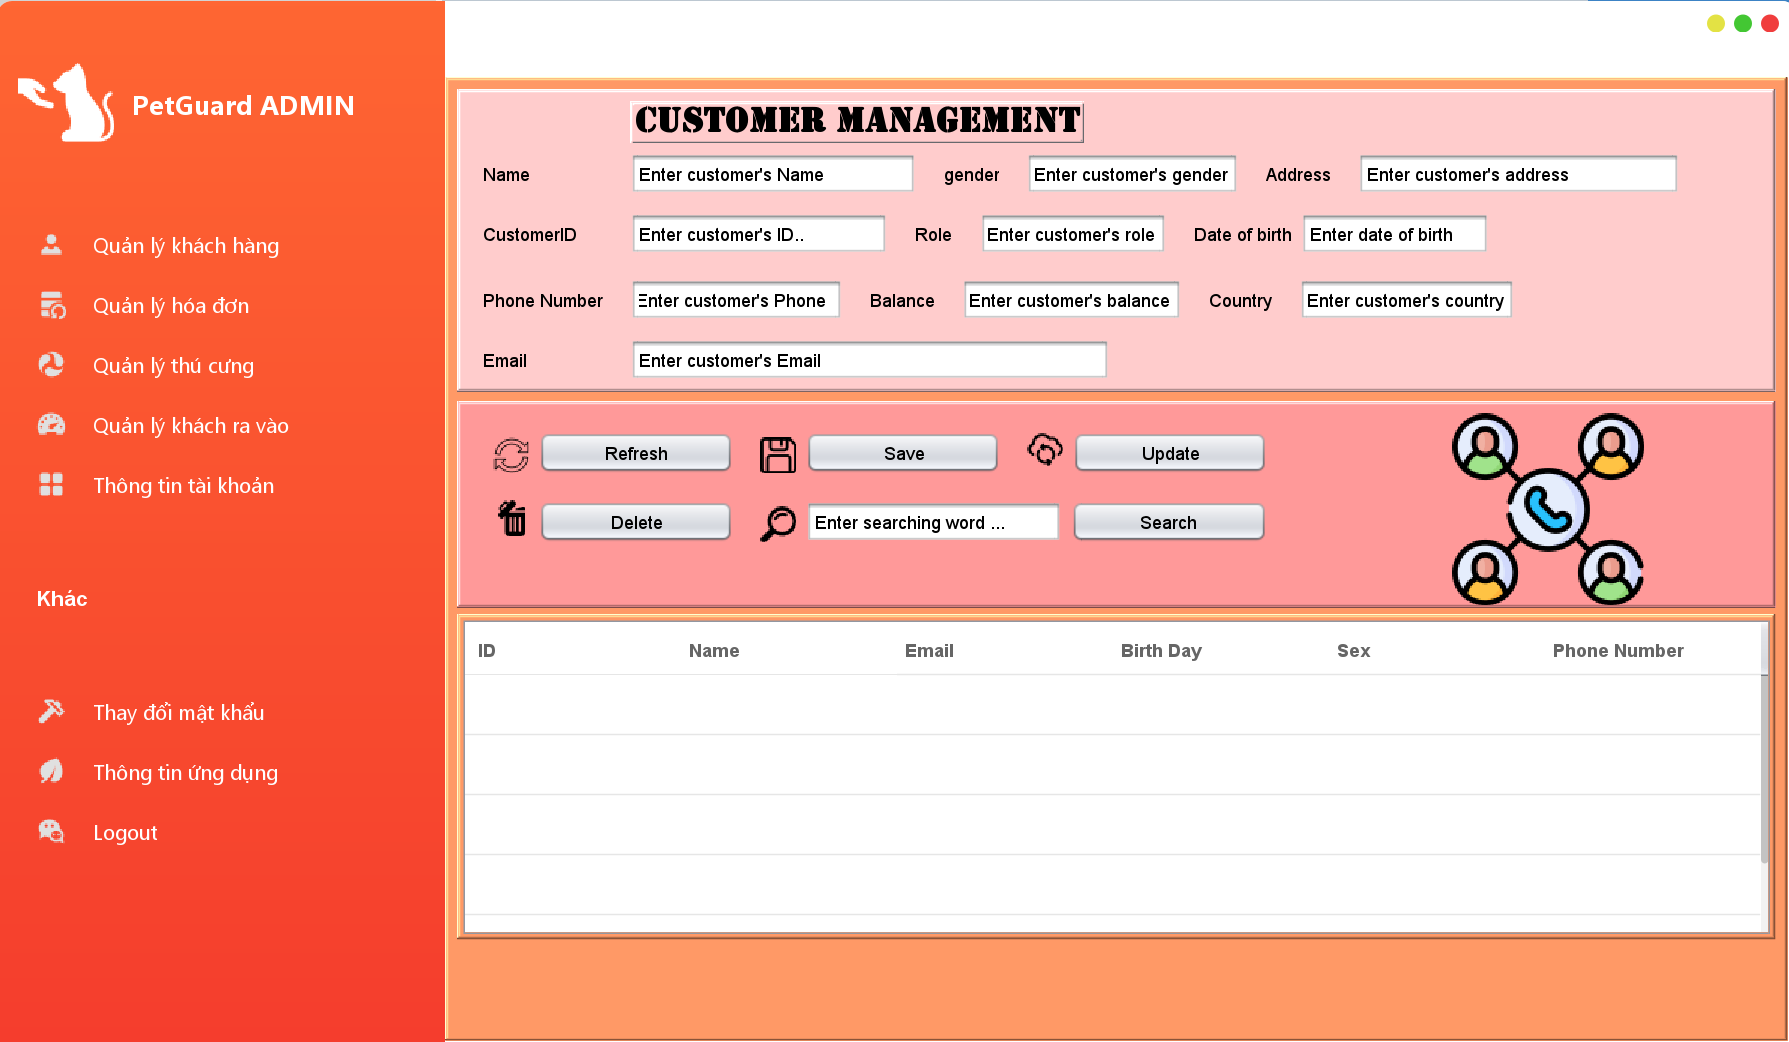 PetGuard ADMIN
Quản lý khách hàng
Quản lý hóa đơn
Quản lý thú cưng
Quản lý khách ra vào
Thông tin tài khoản
Khác
Thay đổi mật khẩu
Thông tin ứng dụng
Logout
CUSTOMER MANAGEMENT
Name Enter customer's Name gender Enter customer's gender Address Enter customer's address
CustomerID Enter customer's ID.. Role Enter customer's role Date of birth Enter date of birth
Phone Number Enter customer's Phone Balance Enter customer's balance Country Enter customer's country
Email Enter customer's Email
Refresh Save Update
Delete Enter searching word ... Search
ID Name Email Birth Day Sex Phone Number